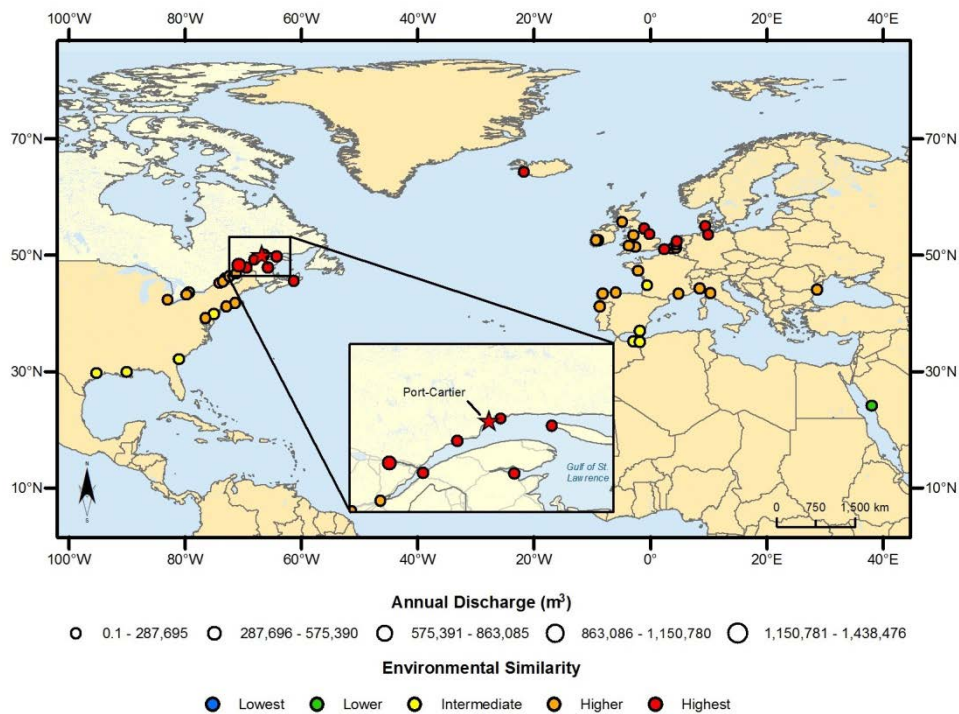 100°W 80°W 60°W 40°W 20°W 0° 20°E 40°E
70°N 70°N
50°N 50°N
30°N 30°N
10°N 10°N
Port-Cartier
Gulf of St.
Lawrence
N
S
0 750 1,500 km
100°W 80°W 60°W 40°W 20°W 0° 20°E 40°E
Annual Discharge (m³)
0.1 - 287,695 287,696 - 575,390 575,391 - 863,085 863,086 - 1,150,780 1,150,781 - 1,438,476
Environmental Similarity
Lowest Lower Intermediate Higher Highest